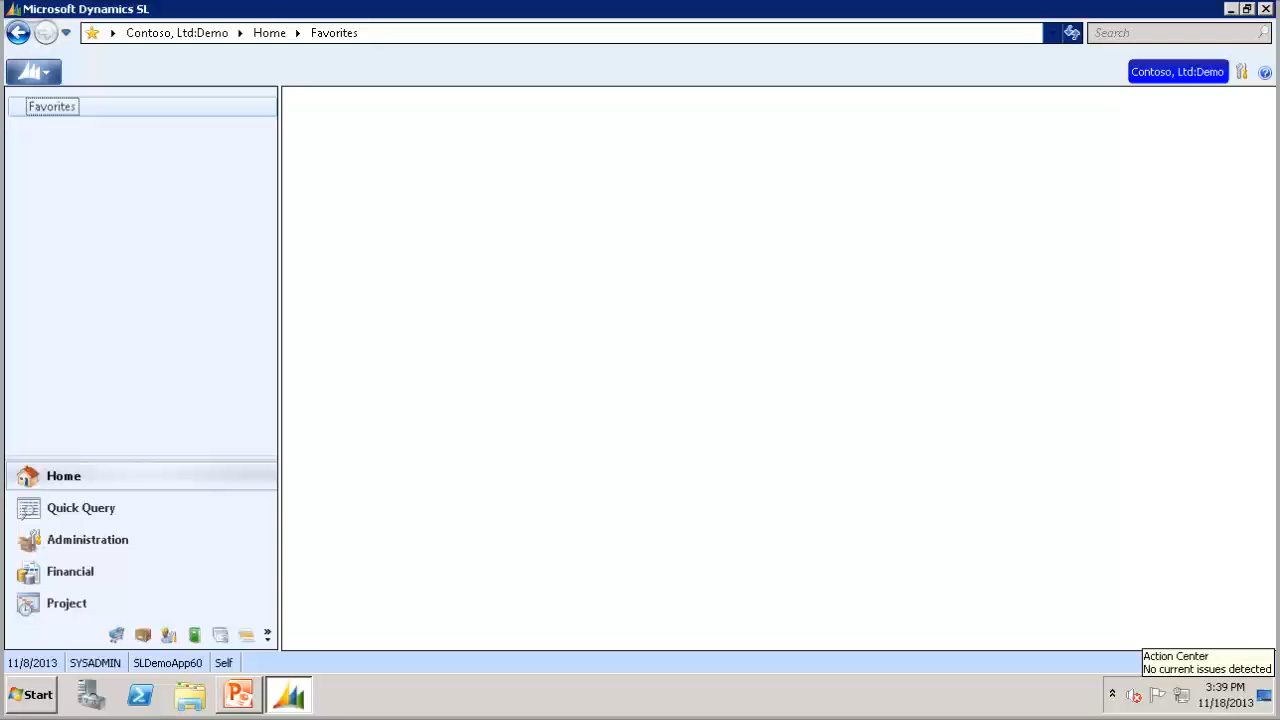 Microsoft Dynamics SL
Contoso, Ltd:Demo Home Favorites
Search
Contoso, Ltd:Demo
Favorites
Home
Quick Query
Administration
Financial
Project
11/8/2013 SYSADMIN SLDemoApp60 Self
Action Center
No current issues detected
Start
3:39 PM
11/18/2013